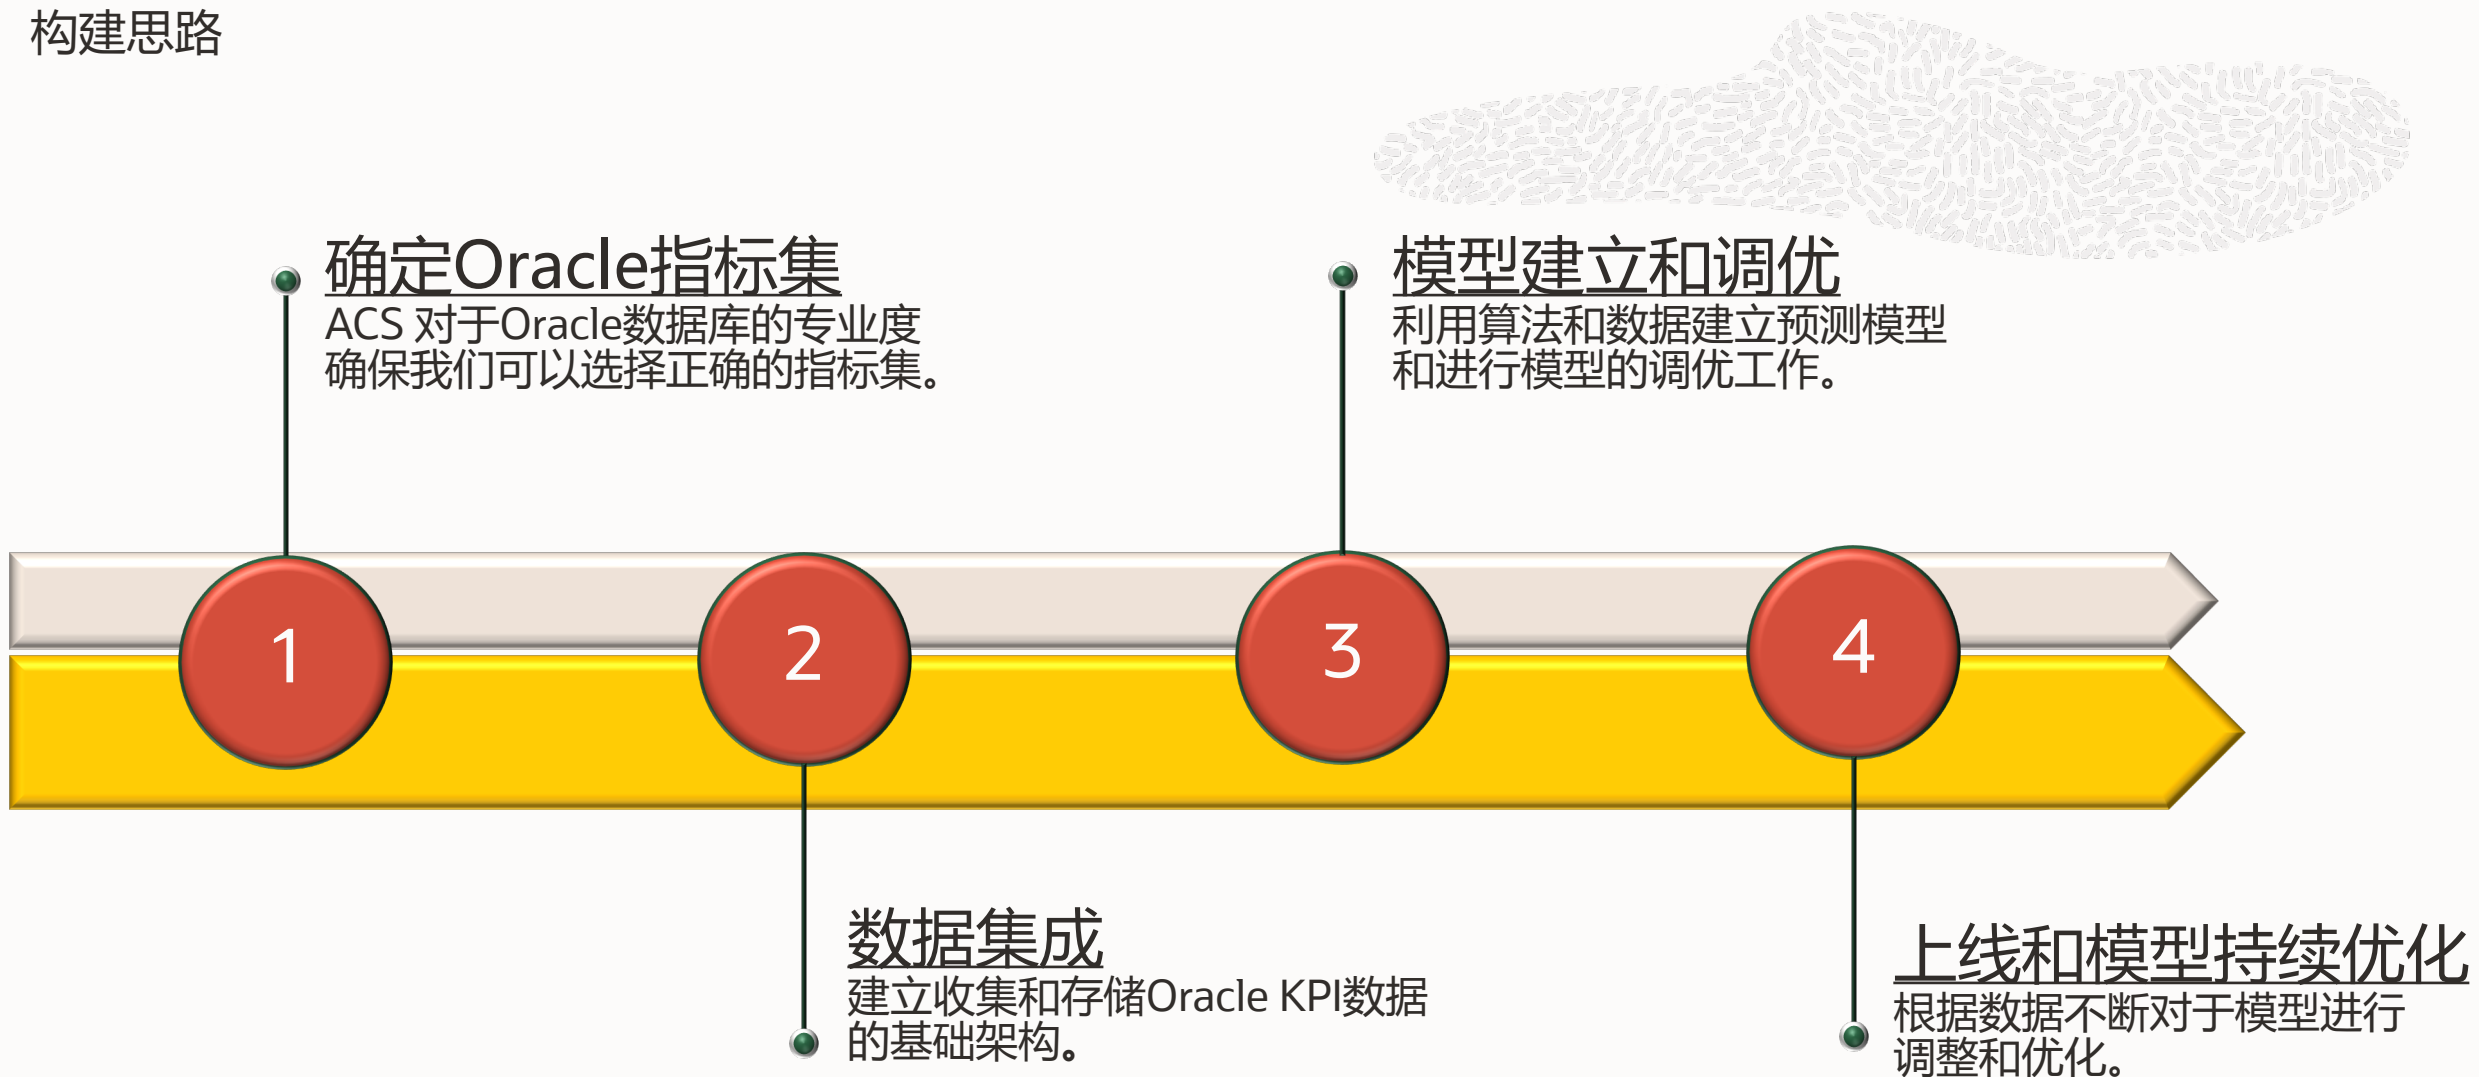 构建思路
确定Oracle指标集
ACS 对于Oracle数据库的专业度
确保我们可以选择正确的指标集。
模型建立和调优
利用算法和数据建立预测模型
和进行模型的调优工作。
1
2
3
4
数据集成
建立收集和存储Oracle KPI数据
的基础架构。
上线和模型持续优化
根据数据不断对于模型进行
调整和优化。